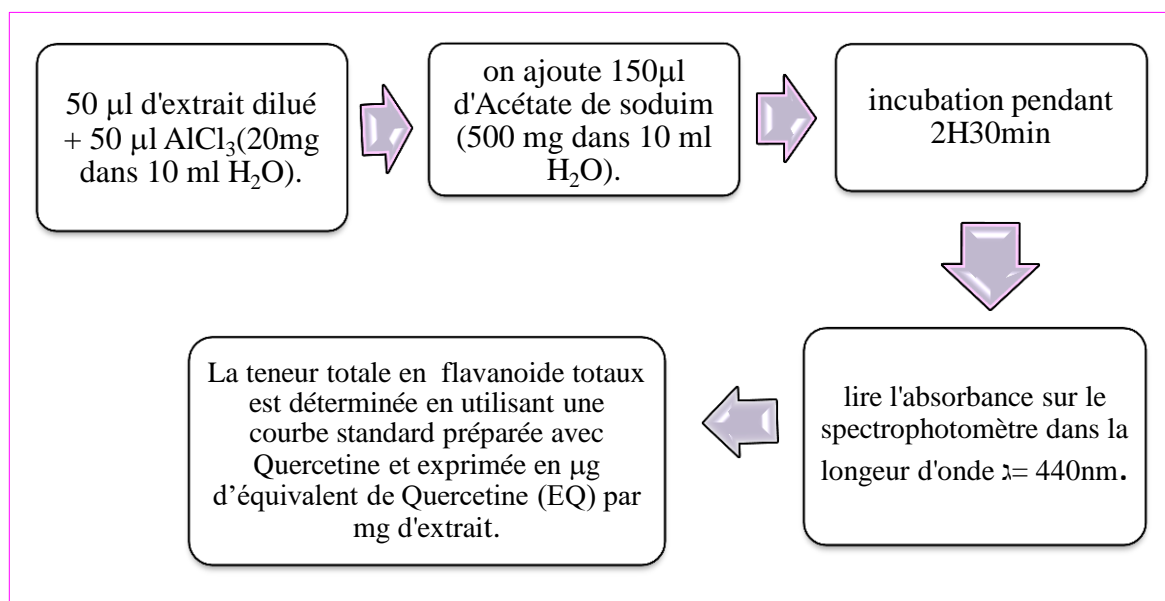 50 μl d'extrait dilué
+ 50 μl AlCl₃(20mg
dans 10 ml H₂O).
on ajoute 150μl
d'Acétate de soduim
(500 mg dans 10 ml
H₂O).
incubation pendant
2H30min
lire l'absorbance sur le
spectrophotomètre dans la
longeur d'onde ג= 440nm.
La teneur totale en  flavanoide totaux
est déterminée en utilisant une
courbe standard préparée avec
Quercetine et exprimée en μg
d’équivalent de Quercetine (EQ) par
mg d'extrait.